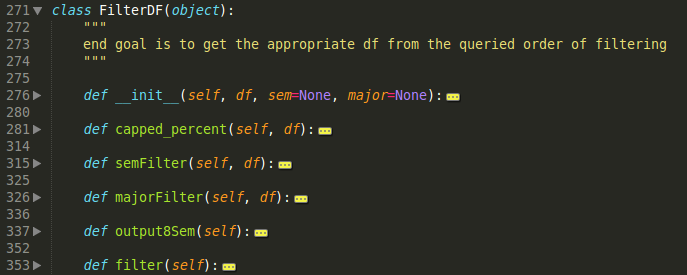 271 class FilterDF(object):
272 """
273 end goal is to get the appropriate df from the queried order of filtering
274 """
275
276 def __init__(self, df, sem=None, major=None):
280
281 def capped_percent(self, df):
314
315 def semFilter(self, df):
325
326 def majorFilter(self, df):
336
337 def output8Sem(self):
352
353 def filter(self):